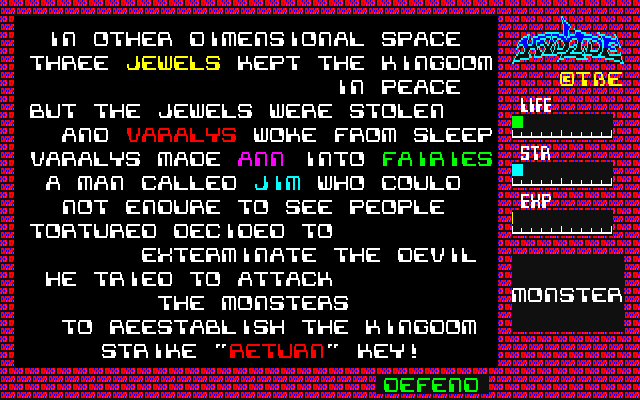 IN OTHER DIMENSIONAL SPACE
THREE JEWELS KEPT THE KINGDOM
IN PEACE
BUT THE JEWELS WERE STOLEN
AND VARALYS WOKE FROM SLEEP
VARALYS MADE ANN INTO FAIRIES
A MAN CALLED JIM WHO COULD
NOT ENDURE TO SEE PEOPLE
TORTURED DECIDED TO
EXTERMINATE THE DEVIL
HE TRIED TO ATTACK
THE MONSTERS
TO REESTABLISH THE KINGDOM
STRIKE "RETURN" KEY!
DEFEND
HYDLIDE
©T&E
LIFE
STR
EXP
MONSTER